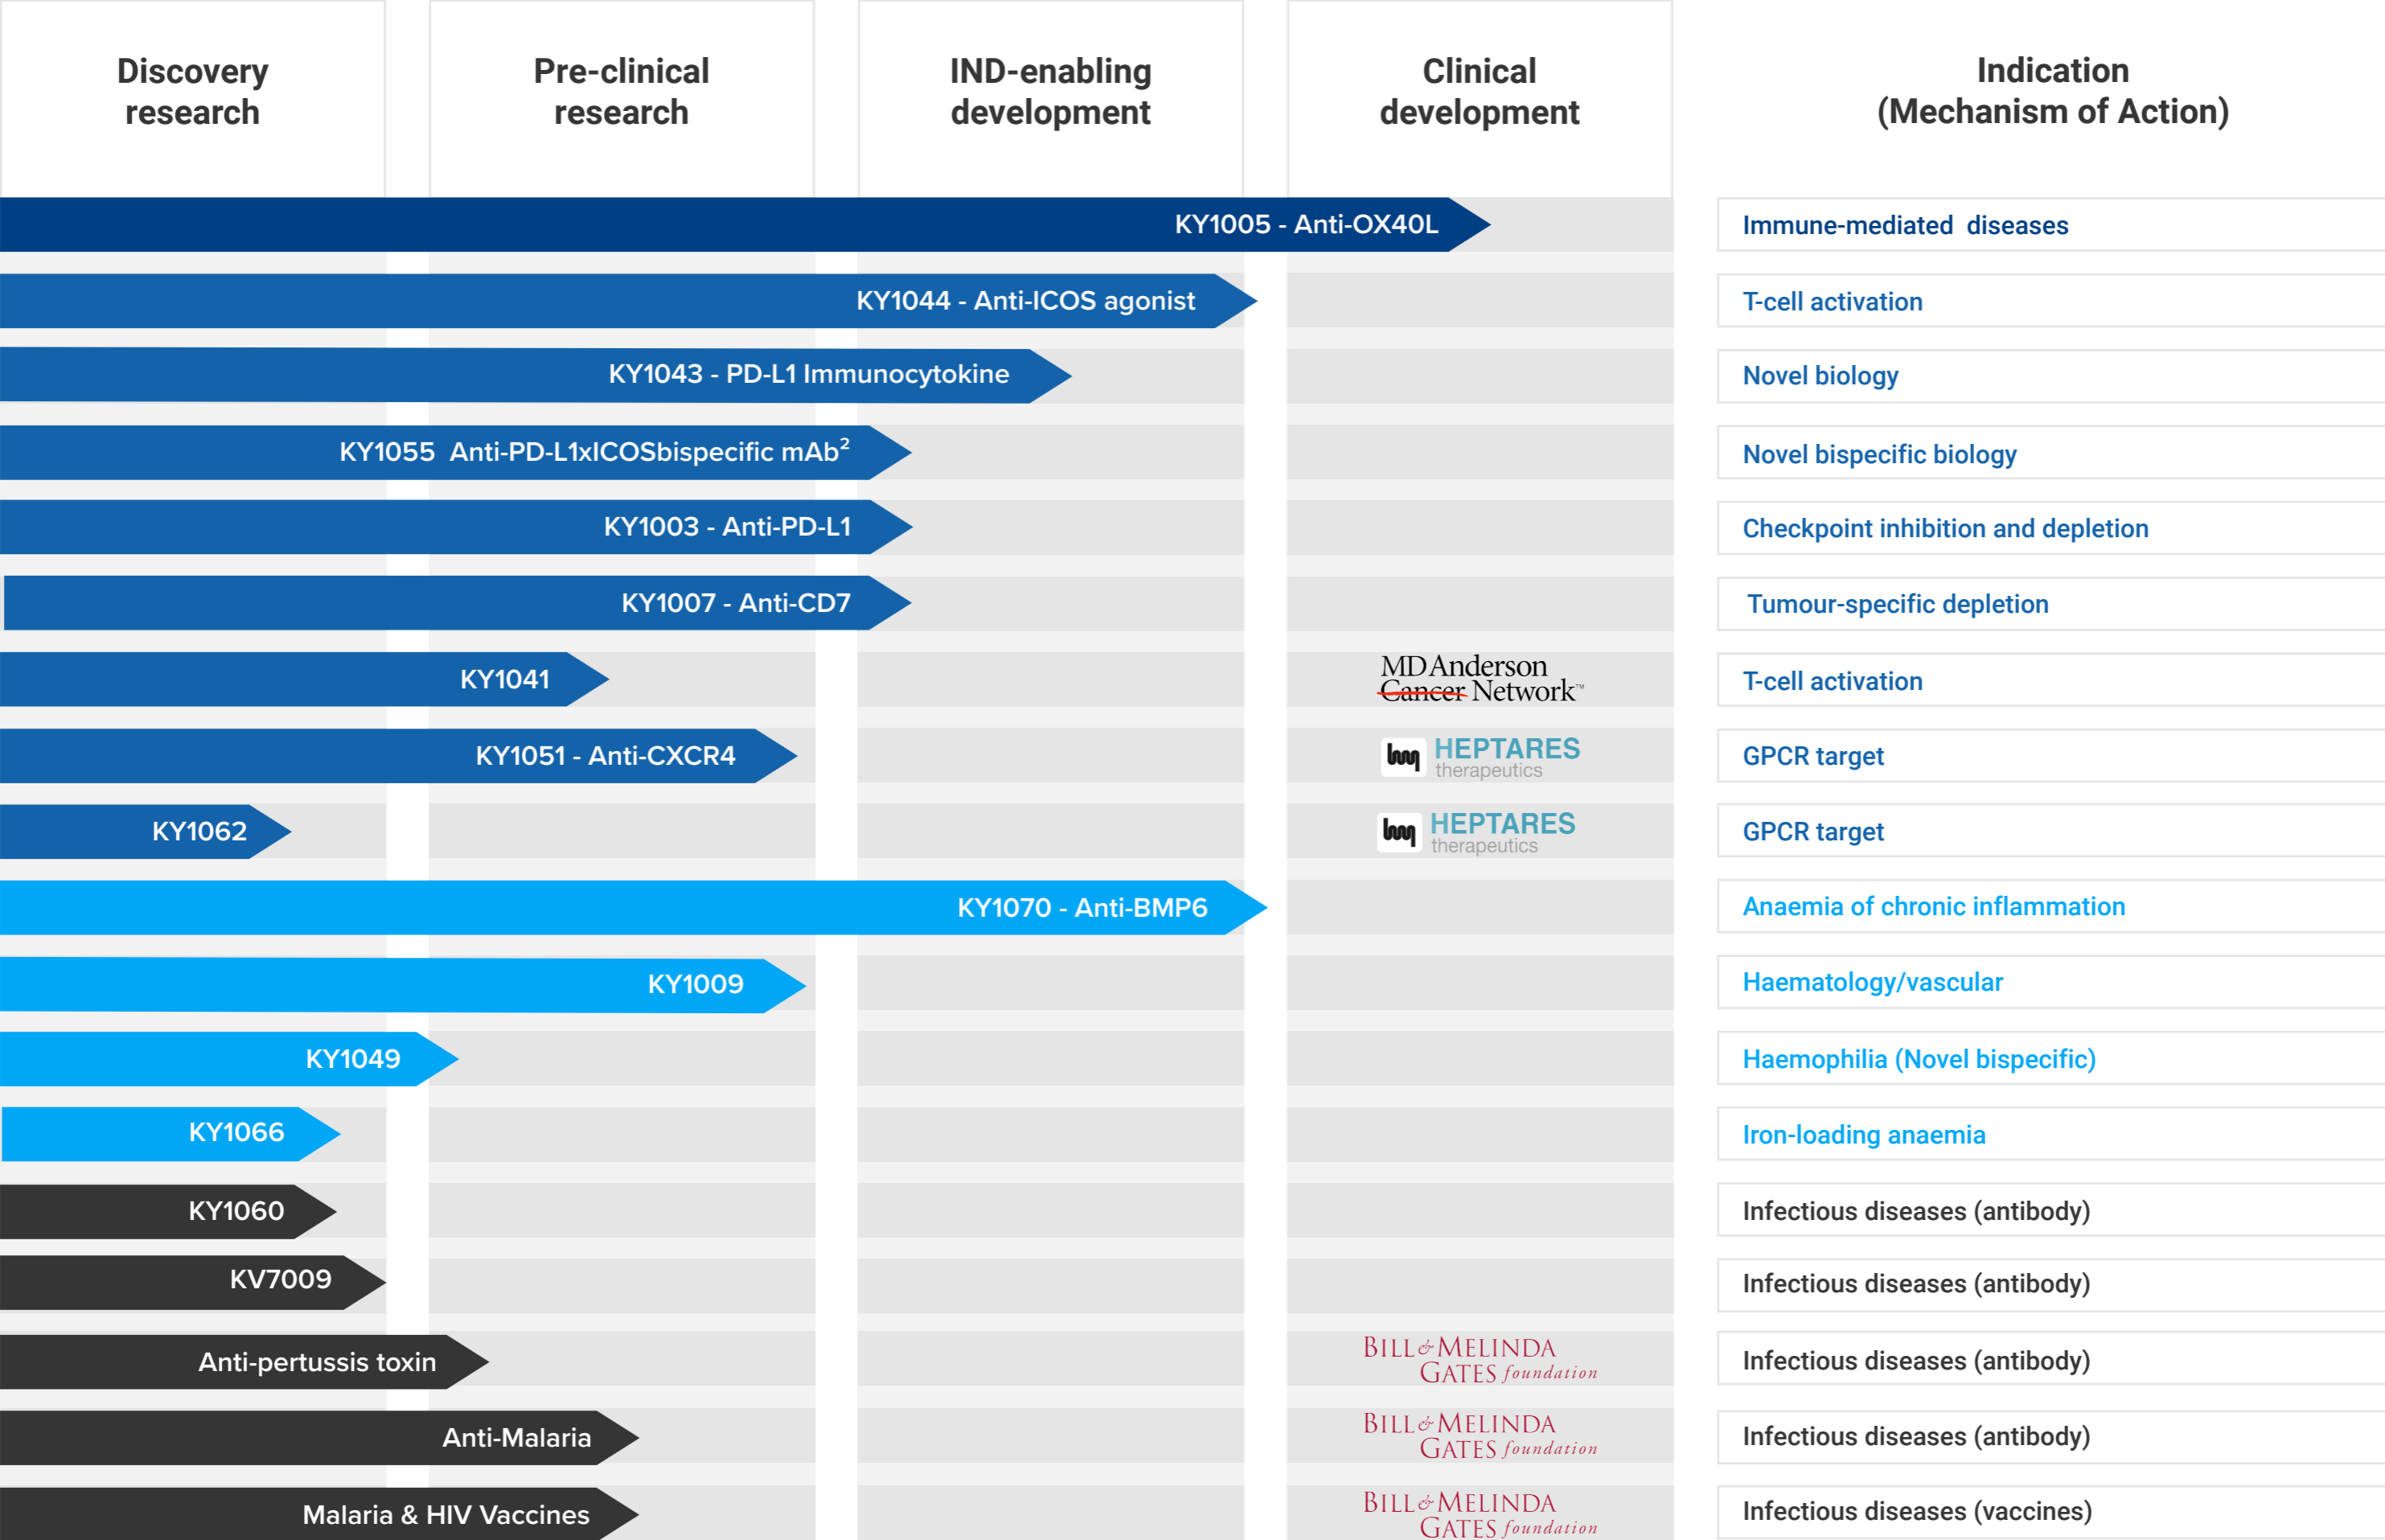 Discovery
research
Pre-clinical
research
IND-enabling
development
Clinical
development
Indication
(Mechanism of Action)
KY1005 - Anti-OX40L
Immune-mediated diseases
KY1044 - Anti-ICOS agonist
T-cell activation
KY1043 - PD-L1 Immunocytokine
Novel biology
KY1055 Anti-PD-L1xICOSbispecific mAb²
Novel bispecific biology
KY1003 - Anti-PD-L1
Checkpoint inhibition and depletion
KY1007 - Anti-CD7
Tumour-specific depletion
KY1041
MD Anderson
Cancer Network™
T-cell activation
KY1051 - Anti-CXCR4
HEPTARES
therapeutics
GPCR target
KY1062
HEPTARES
therapeutics
GPCR target
KY1070 - Anti-BMP6
Anaemia of chronic inflammation
KY1009
Haematology/vascular
KY1049
Haemophilia (Novel bispecific)
KY1066
Iron-loading anaemia
KY1060
Infectious diseases (antibody)
KV7009
Infectious diseases (antibody)
Anti-pertussis toxin
BILL & MELINDA
GATES foundation
Infectious diseases (antibody)
Anti-Malaria
BILL & MELINDA
GATES foundation
Infectious diseases (antibody)
Malaria & HIV Vaccines
BILL & MELINDA
GATES foundation
Infectious diseases (vaccines)